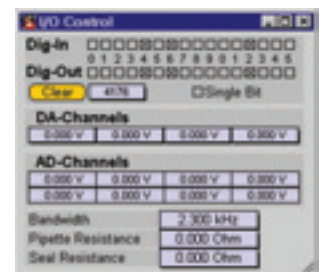 I/O Control
Dig-In
0 1 2 3 4 5 6 7 8 9 0 1 2 3 4 5
Dig-Out
Clear 4176 Single Bit
DA-Channels
0.000 V 0.000 V 0.000 V 0.000 V
AD-Channels
0.000 V 0.000 V 0.000 V 0.000 V
0.000 V 0.000 V 0.000 V 0.000 V
Bandwidth 2.300 kHz
Pipette Resistance 0.000 Ohm
Seal Resistance 0.000 Ohm